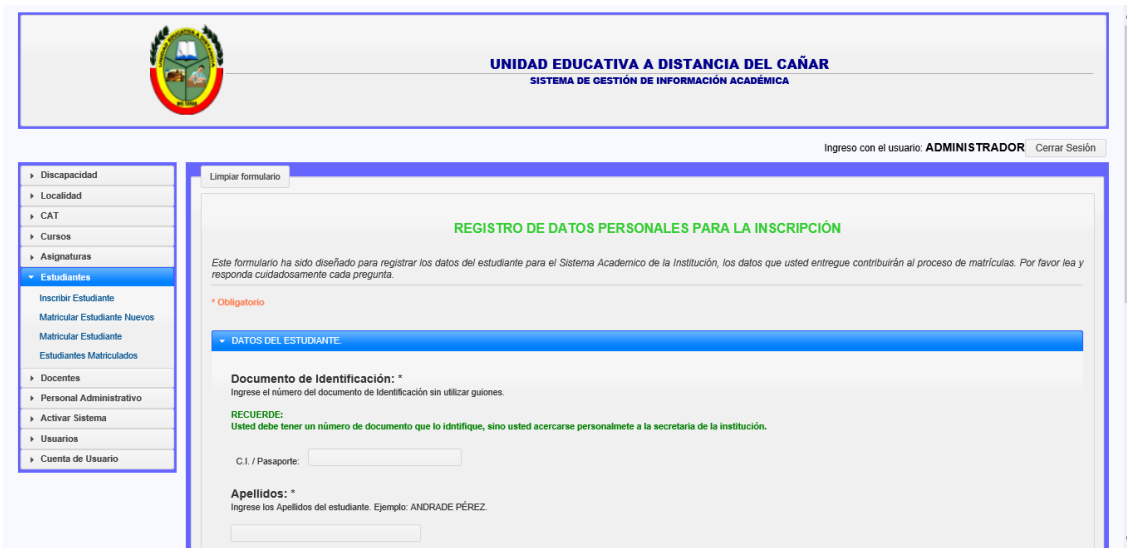 UNIDAD EDUCATIVA A DISTANCIA
DEL CAÑAR
UNIDAD EDUCATIVA A DISTANCIA DEL CAÑAR
SISTEMA DE GESTIÓN DE INFORMACIÓN ACADÉMICA
Ingreso con el usuario: ADMINISTRADOR Cerrar Sesión
Discapacidad
Localidad
CAT
Cursos
Asignaturas
Estudiantes
Inscribir Estudiante
Matricular Estudiante Nuevos
Matricular Estudiante
Estudiantes Matriculados
Docentes
Personal Administrativo
Activar Sistema
Usuarios
Cuenta de Usuario
Limpiar formulario
REGISTRO DE DATOS PERSONALES PARA LA INSCRIPCIÓN
Este formulario ha sido diseñado para registrar los datos del estudiante para el Sistema Academico de la Institución, los datos que usted entregue contribuirán al proceso de matrículas. Por favor lea y
responda cuidadosamente cada pregunta.
* Obligatorio
DATOS DEL ESTUDIANTE.
Documento de Identificación: *
Ingrese el número del documento de Identificación sin utilizar guiones.
RECUERDE:
Usted debe tener un número de documento que lo idntifique, sino usted acercarse personalmete a la secretaria de la institución.
C.I. / Pasaporte:
Apellidos: *
Ingrese los Apellidos del estudiante. Ejemplo: ANDRADE PÉREZ.